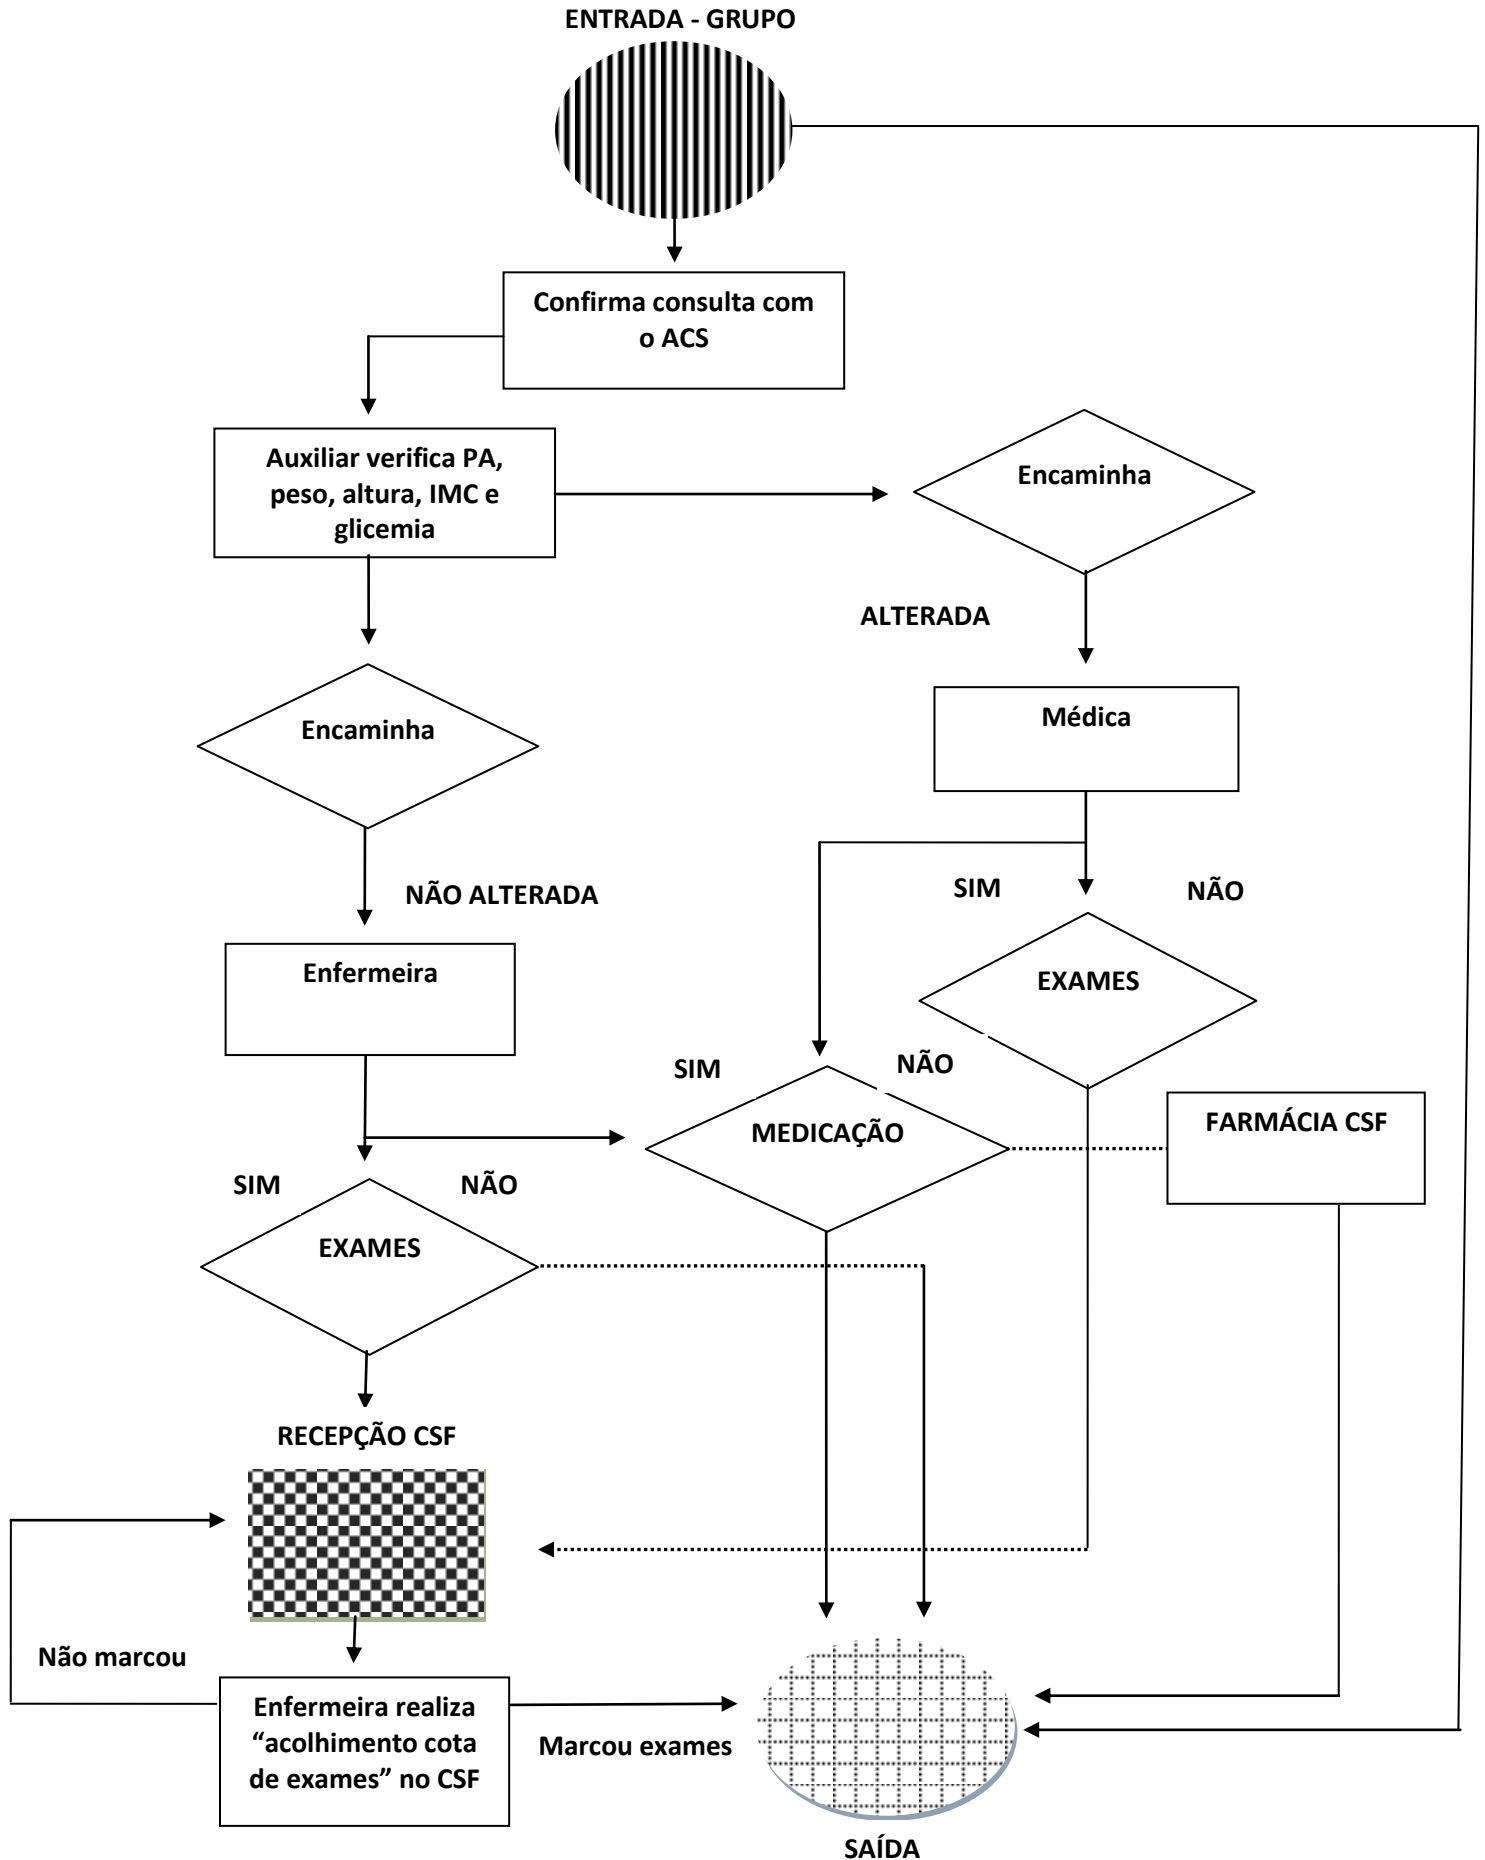 ENTRADA - GRUPO
Confirma consulta com
o ACS
Auxiliar verifica PA,
peso, altura, IMC e
glicemia
Encaminha
ALTERADA
Encaminha
Médica
NÃO ALTERADA
SIM
NÃO
Enfermeira
EXAMES
SIM
NÃO
MEDICAÇÃO
FARMÁCIA CSF
SIM
NÃO
EXAMES
RECEPÇÃO CSF
Não marcou
Enfermeira realiza
“acolhimento cota
de exames” no CSF
Marcou exames
SAÍDA